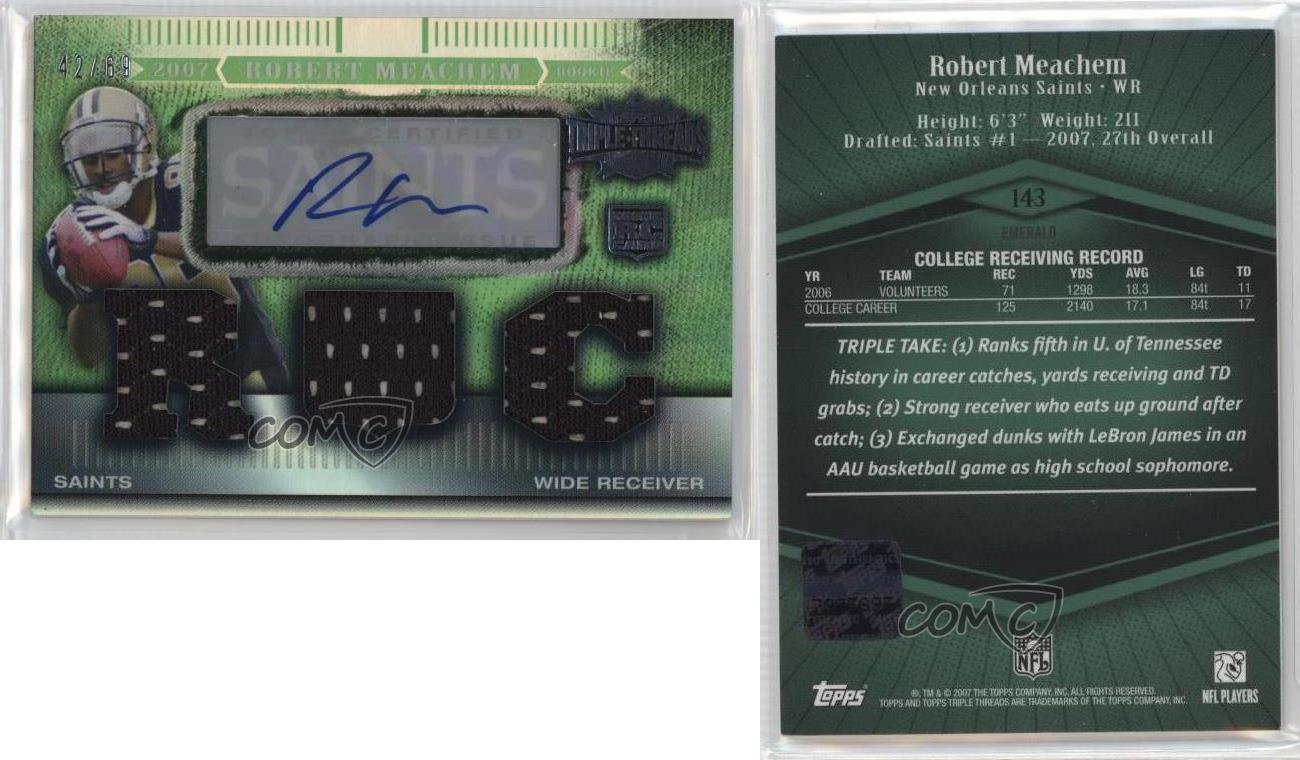 42/69
2007 ROBERT MEACHEM ROOKIE
TOPPS CERTIFIED
SAINTS
AUTOGRAPH ISSUE
TRIPLE THREADS
RC
R C
COMC
SAINTS
WIDE RECEIVER
Robert Meachem
New Orleans Saints • WR
Height: 6'3" Weight: 211
Drafted: Saints #1 — 2007, 27th Overall
143
EMERALD
COLLEGE RECEIVING RECORD
YR TEAM REC YDS AVG LG TD
2006 VOLUNTEERS 71 1298 18.3 84t 11
COLLEGE CAREER 125 2140 17.1 84t 17
TRIPLE TAKE: (1) Ranks fifth in U. of Tennessee
history in career catches, yards receiving and TD
grabs; (2) Strong receiver who eats up ground after
catch; (3) Exchanged dunks with LeBron James in an
AAU basketball game as high school sophomore.
COMC
NFL
Topps
®, TM & © 2007 THE TOPPS COMPANY, INC. ALL RIGHTS RESERVED.
TOPPS AND TOPPS TRIPLE THREADS ARE TRADEMARKS OF THE TOPPS COMPANY, INC.
NFL PLAYERS